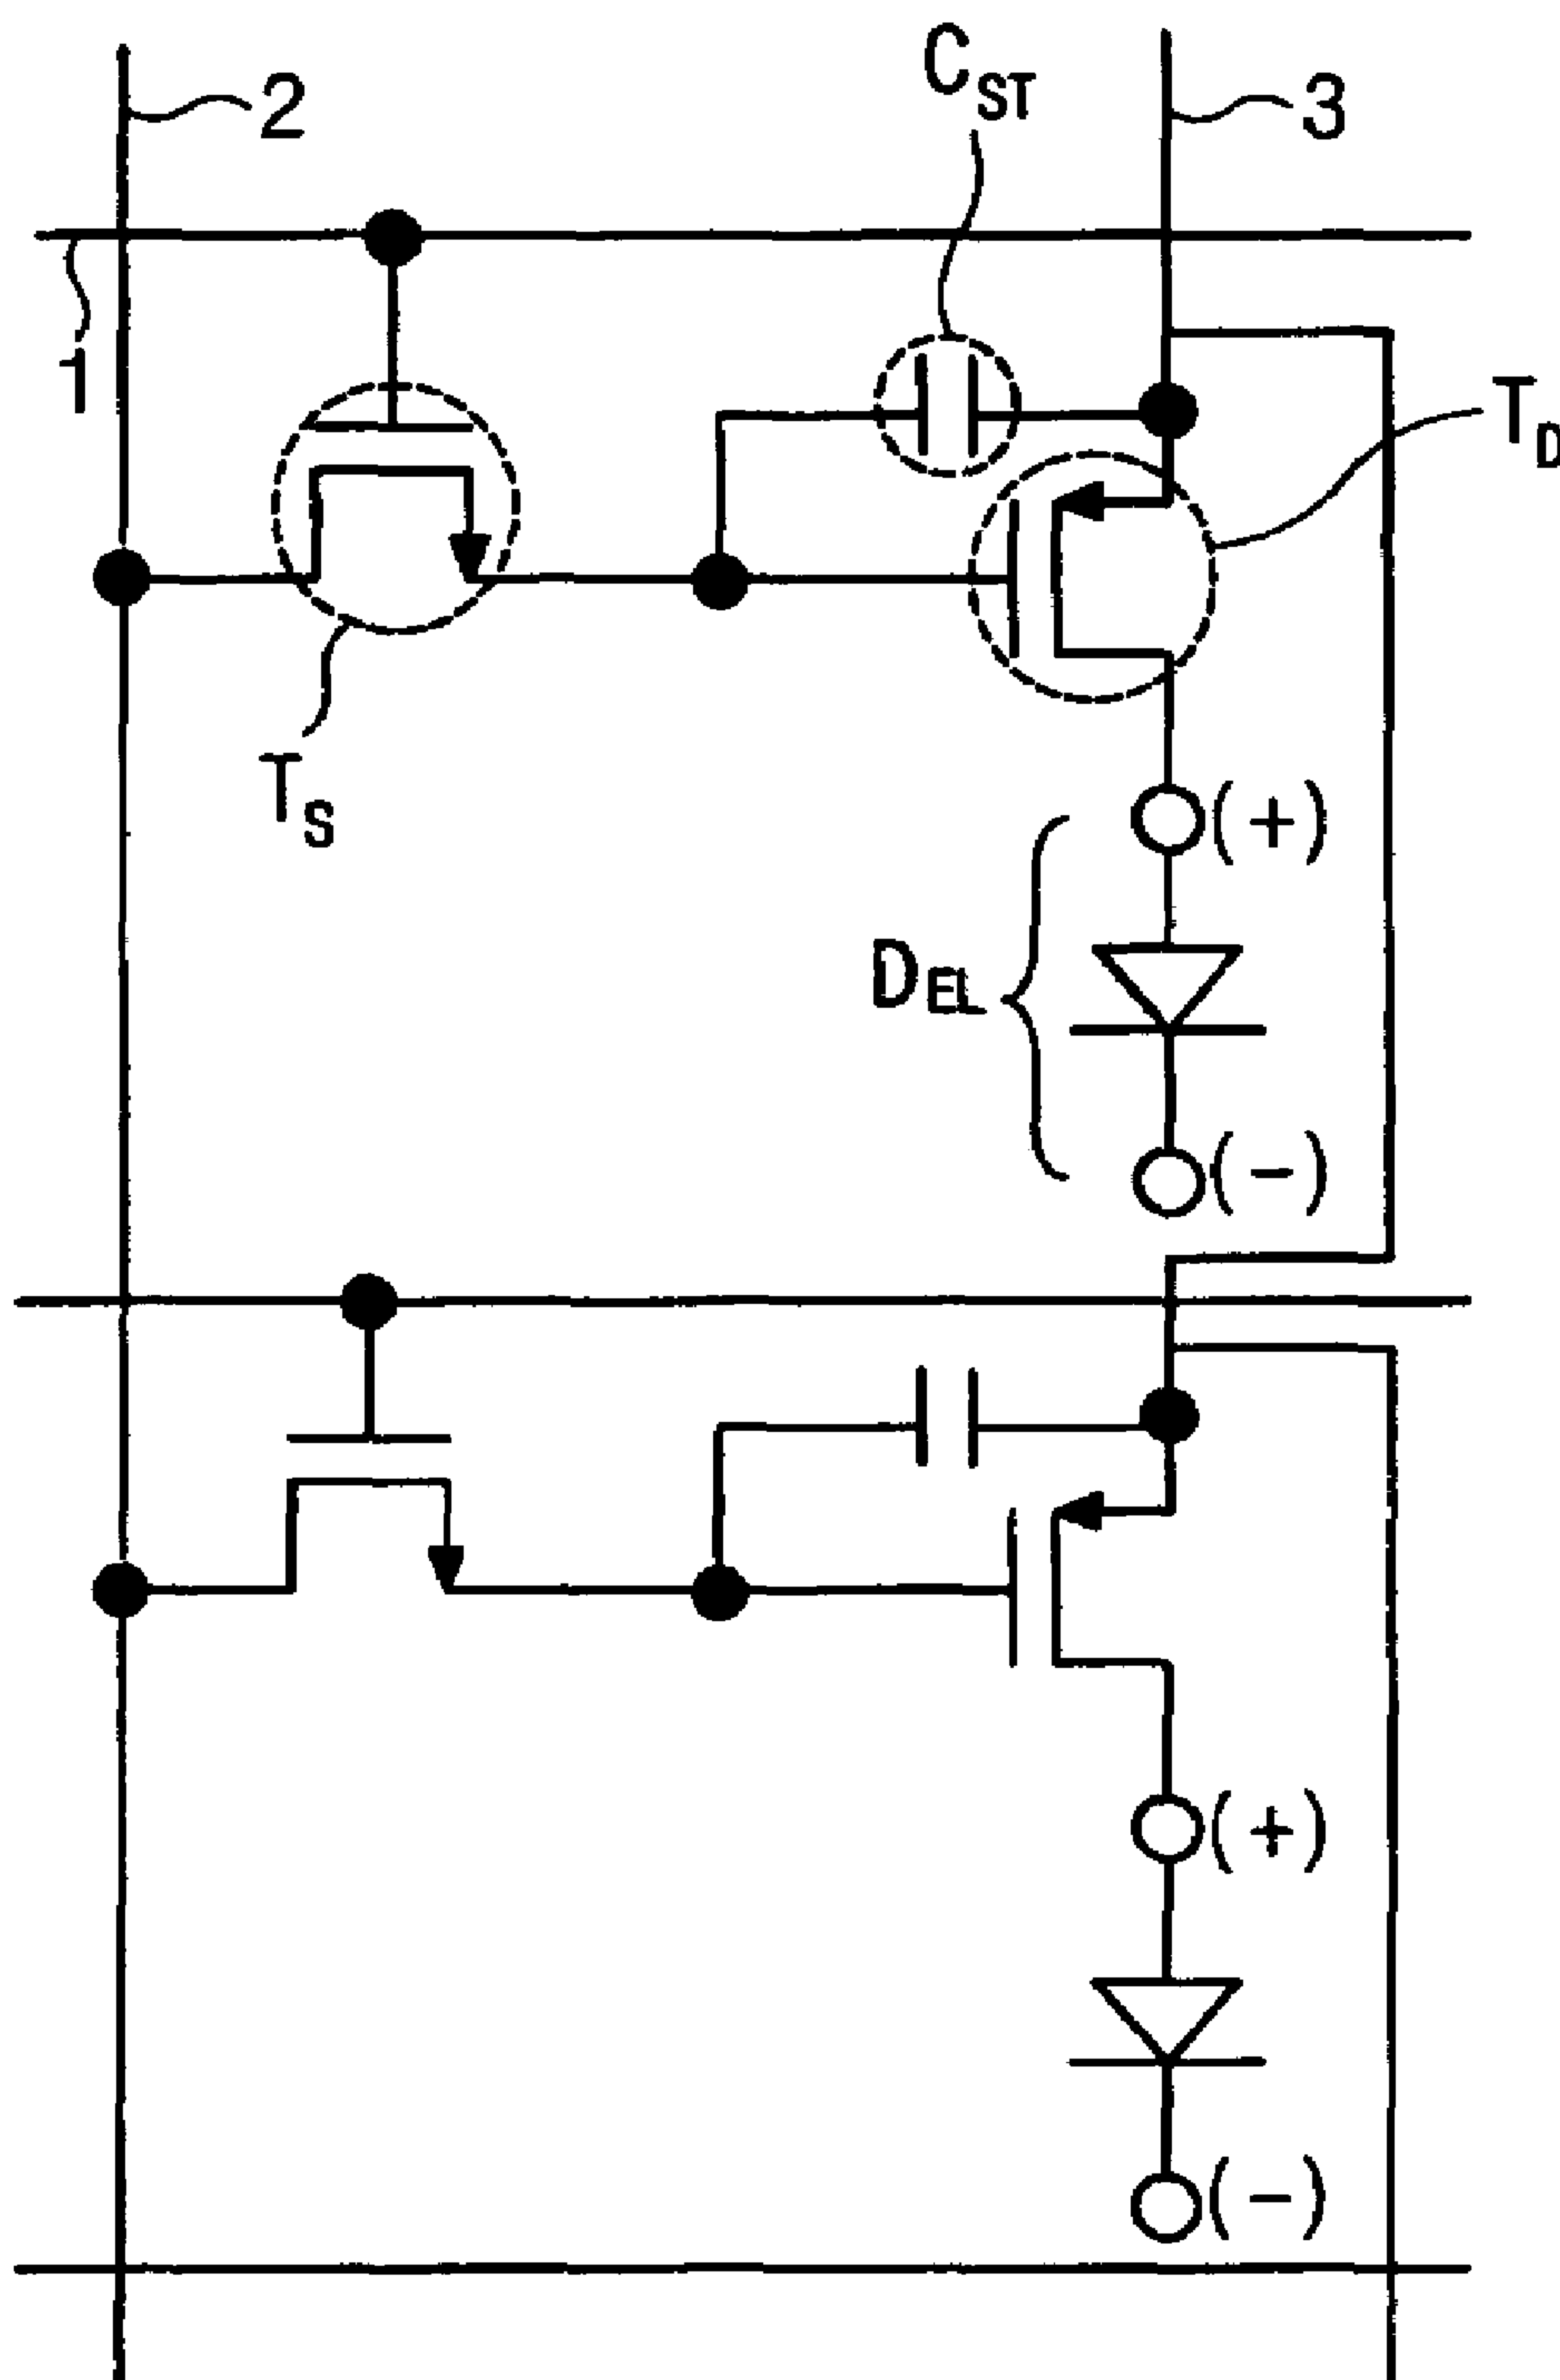 2
C_ST
3
1
T_D
T_S
(+)
D_EL
(-)
(+)
(-)